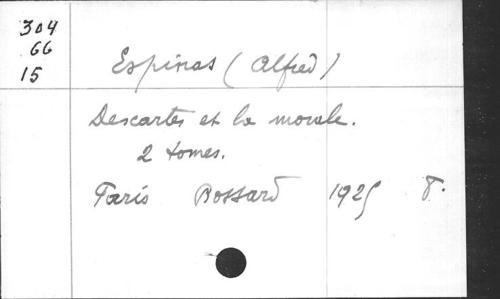 304
66
15
Espinas (Alfred)
Descartes et la morale.
2 tomes.
Paris Bossard 1925 8.